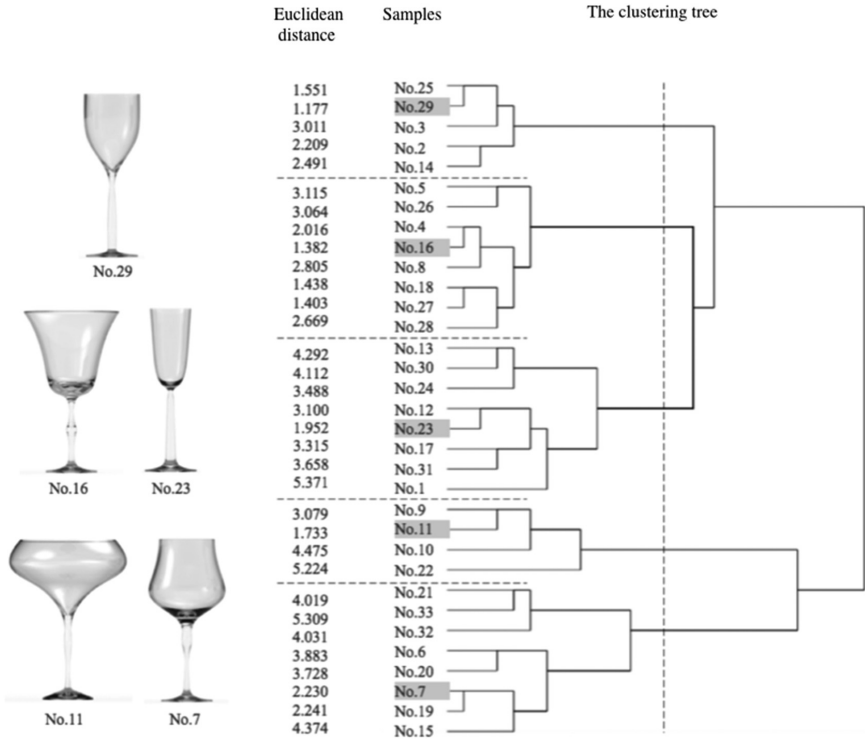 Euclidean distance Samples The clustering tree
1.551 No.25
1.177 No.29
3.011 No.3
2.209 No.2
2.491 No.14
3.115 No.5
3.064 No.26
2.016 No.4
1.382 No.16
2.805 No.8
1.438 No.18
1.403 No.27
2.669 No.28
4.292 No.13
4.112 No.30
3.488 No.24
3.100 No.12
1.952 No.23
3.315 No.17
3.658 No.31
5.371 No.1
3.079 No.9
1.733 No.11
4.475 No.10
5.224 No.22
4.019 No.21
5.309 No.33
4.031 No.32
3.883 No.6
3.728 No.20
2.230 No.7
2.241 No.19
4.374 No.15
No.29
No.16 No.23
No.11 No.7